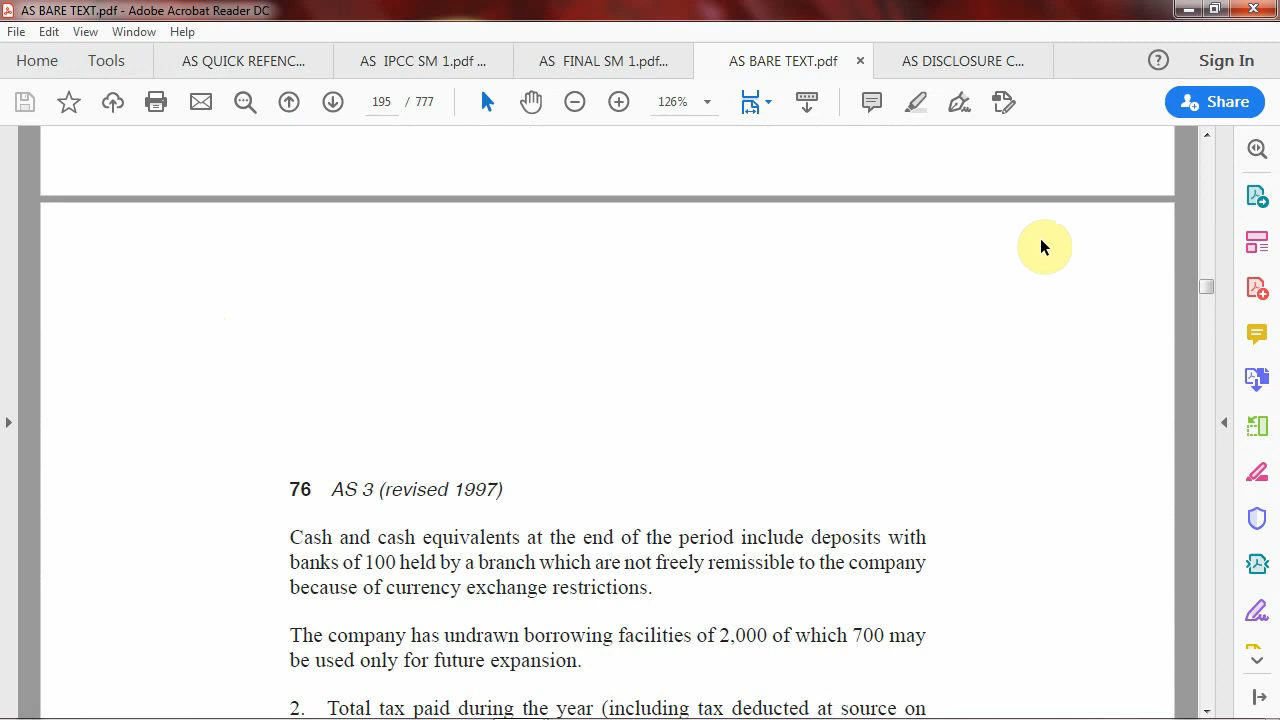 AS BARE TEXT.pdf - Adobe Acrobat Reader DC
File Edit View Window Help
Home Tools AS QUICK REFENC... AS IPCC SM 1.pdf ... AS FINAL SM 1.pdf... AS BARE TEXT.pdf × AS DISCLOSURE C... Sign In
195 / 777 126% Share
76 AS 3 (revised 1997)
Cash and cash equivalents at the end of the period include deposits with
banks of 100 held by a branch which are not freely remissible to the company
because of currency exchange restrictions.
The company has undrawn borrowing facilities of 2,000 of which 700 may
be used only for future expansion.
2. Total tax paid during the year (including tax deducted at source on